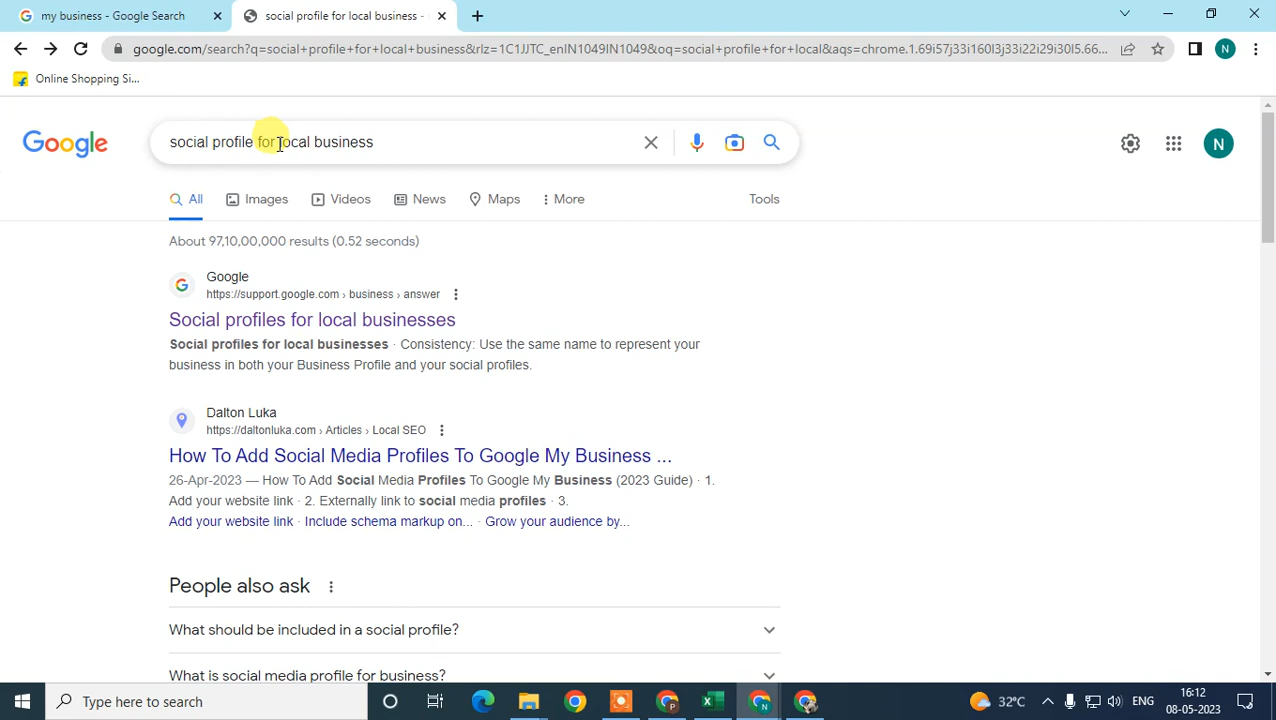 my business - Google Search
social profile for local business -
google.com/search?q=social+profile+for+local+business&rlz=1C1JJTC_enIN1049IN1049&oq=social+profile+for+local&aqs=chrome.1.69i57j33i160l3j33i22i29i30l5.66...
N
Online Shopping Si...
Google
social profile for local business
N
All
Images
Videos
News
Maps
More
Tools
About 97,10,00,000 results (0.52 seconds)
Google
https://support.google.com › business › answer
Social profiles for local businesses
Social profiles for local businesses · Consistency: Use the same name to represent your
business in both your Business Profile and your social profiles.
Dalton Luka
https://daltonluka.com › Articles › Local SEO
How To Add Social Media Profiles To Google My Business ...
26-Apr-2023 — How To Add Social Media Profiles To Google My Business (2023 Guide) · 1.
Add your website link · 2. Externally link to social media profiles · 3.
Add your website link · Include schema markup on... · Grow your audience by...
People also ask
What should be included in a social profile?
What is social media profile for business?
Type here to search
32°C
ENG
16:12
08-05-2023